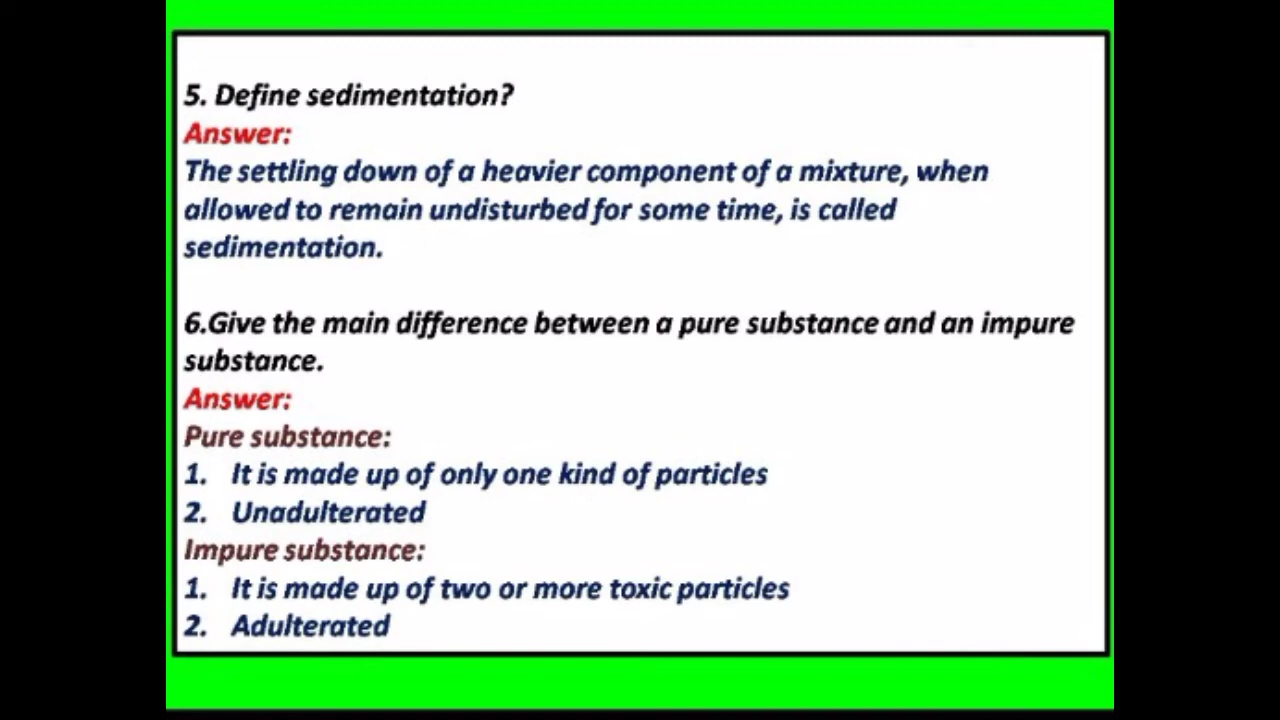 5. Define sedimentation?
Answer:
The settling down of a heavier component of a mixture, when
allowed to remain undisturbed for some time, is called
sedimentation.
6.Give the main difference between a pure substance and an impure
substance.
Answer:
Pure substance:
1. It is made up of only one kind of particles
2. Unadulterated
Impure substance:
1. It is made up of two or more toxic particles
2. Adulterated